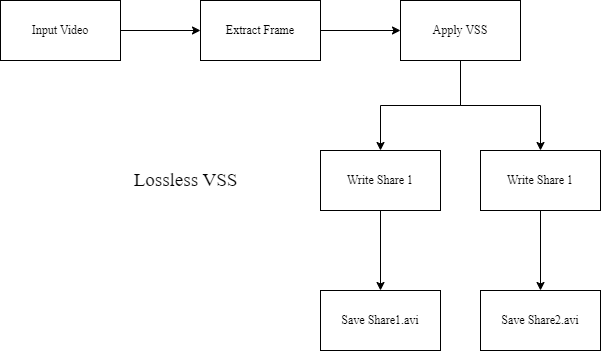 Input Video
Extract Frame
Apply VSS
Lossless VSS
Write Share 1
Write Share 1
Save Share1.avi
Save Share2.avi